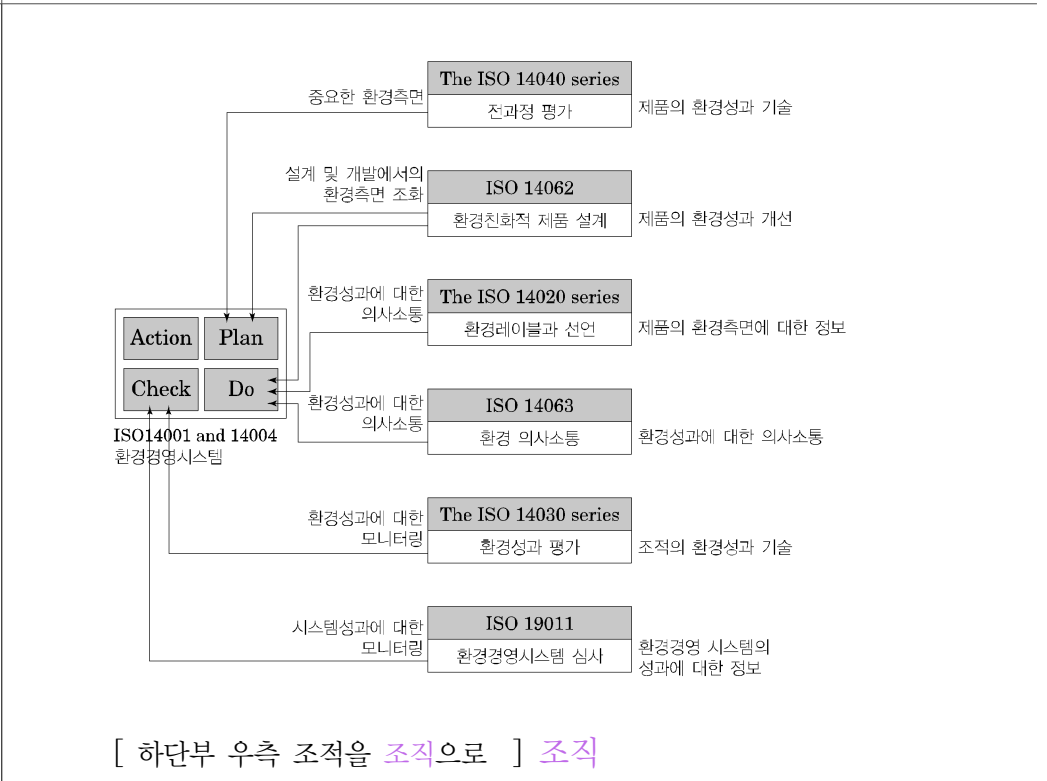 The ISO 14040 series
중요한 환경측면
전과정 평가
제품의 환경성과 기술
설계 및 개발에서의
환경측면 조화
ISO 14062
환경친화적 제품 설계
제품의 환경성과 개선
환경성과에 대한
의사소통
The ISO 14020 series
환경레이블과 선언
제품의 환경측면에 대한 정보
Action
Plan
Check
Do
ISO14001 and 14004
환경경영시스템
환경성과에 대한
의사소통
ISO 14063
환경 의사소통
환경성과에 대한 의사소통
환경성과에 대한
모니터링
The ISO 14030 series
환경성과 평가
조적의 환경성과 기술
시스템성과에 대한
모니터링
ISO 19011
환경경영시스템 심사
환경경영 시스템의
성과에 대한 정보
[ 하단부 우측 조적을 조직으로 ] 조직